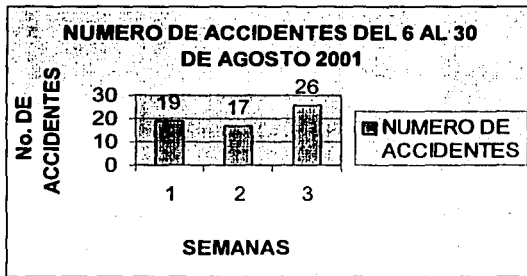 NUMERO DE ACCIDENTES DEL 6 AL 30
DE AGOSTO 2001
No. DE
ACCIDENTES
30
20
10
0
19
17
26
1
2
3
SEMANAS
NUMERO DE
ACCIDENTES